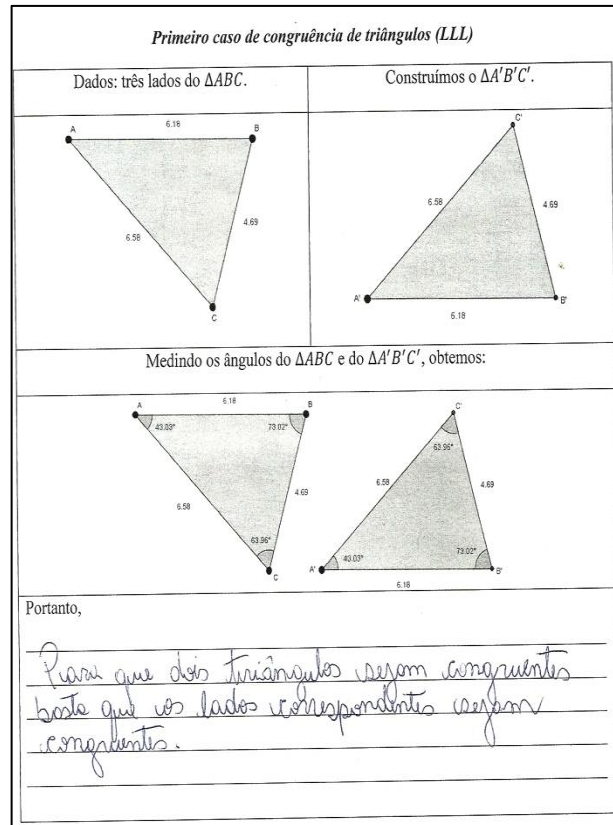 Primeiro caso de congruência de triângulos (LLL)
Dados: três lados do ΔABC.
Construímos o ΔA'B'C'.
A
6.18
B
6.58
4.69
C
C'
6.58
4.69
A'
B'
6.18
Medindo os ângulos do ΔABC e do ΔA'B'C', obtemos:
A
6.18
B
43.03°
73.02°
6.58
4.69
63.96°
C
C'
63.96°
6.58
4.69
43.03°
73.02°
A'
B'
6.18
Portanto,
Para que dois triângulos sejam congruentes
basta que os lados correspondentes sejam
congruentes.